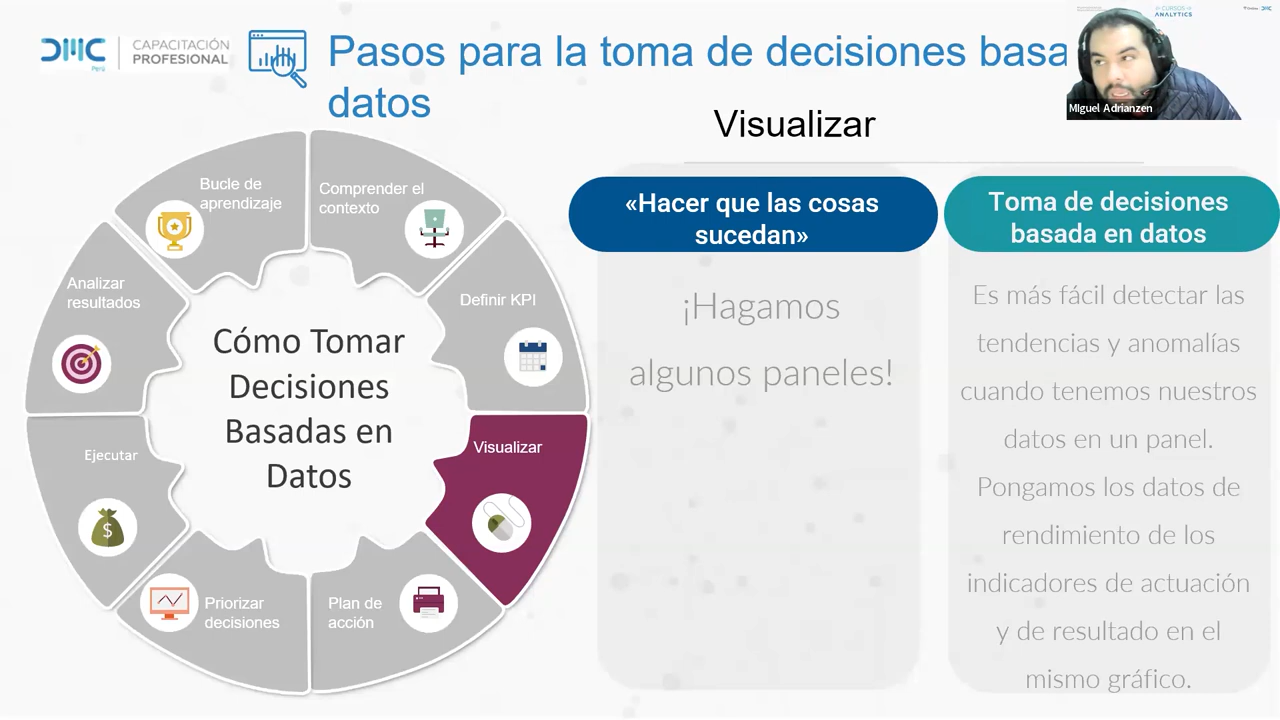 DMC
Perú
CAPACITACIÓN
PROFESIONAL
Pasos para la toma de decisiones basa
datos
CURSOS
ANALYTICS
DMC
MIguel Adrianzen
Visualizar
Bucle de
aprendizaje
Comprender el
contexto
Analizar
resultados
Definir KPI
Cómo Tomar
Decisiones
Basadas en
Datos
Visualizar
Ejecutar
$
Priorizar
decisiones
Plan de
acción
«Hacer que las cosas
sucedan»
¡Hagamos
algunos paneles!
Toma de decisiones
basada en datos
Es más fácil detectar las
tendencias y anomalías
cuando tenemos nuestros
datos en un panel.
Pongamos los datos de
rendimiento de los
indicadores de actuación
y de resultado en el
mismo gráfico.